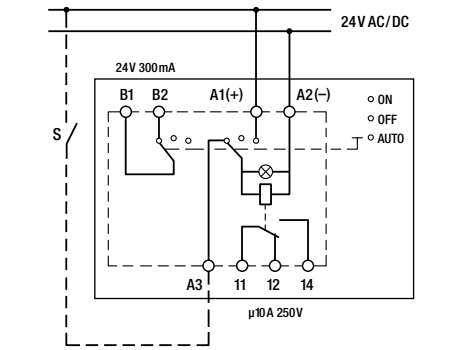 24V AC/DC
24V 300mA
B1 B2 A1(+) A2(−)
ON
OFF
AUTO
S
A3 11 12 14
µ10A 250V